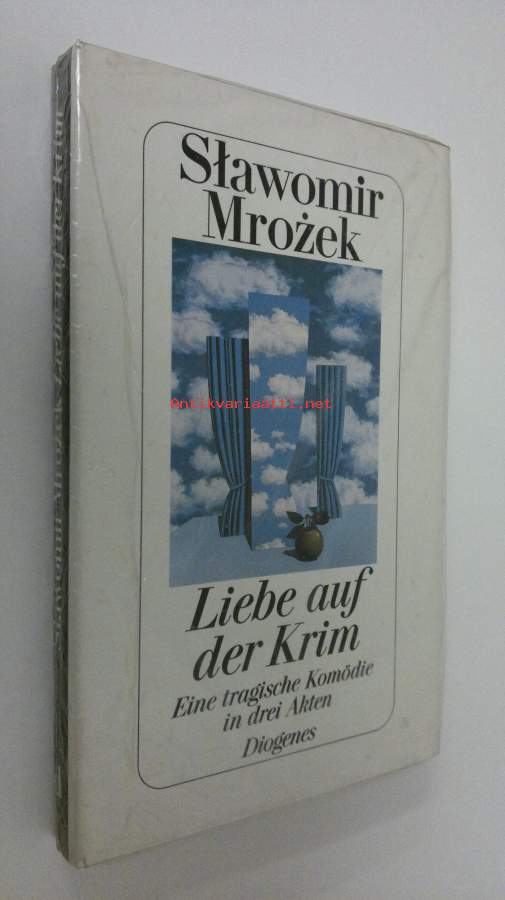 Sławomir
Mrożek
Antikvariaatti.net
Liebe auf
der Krim
Eine tragische Komödie
in drei Akten
Diogenes